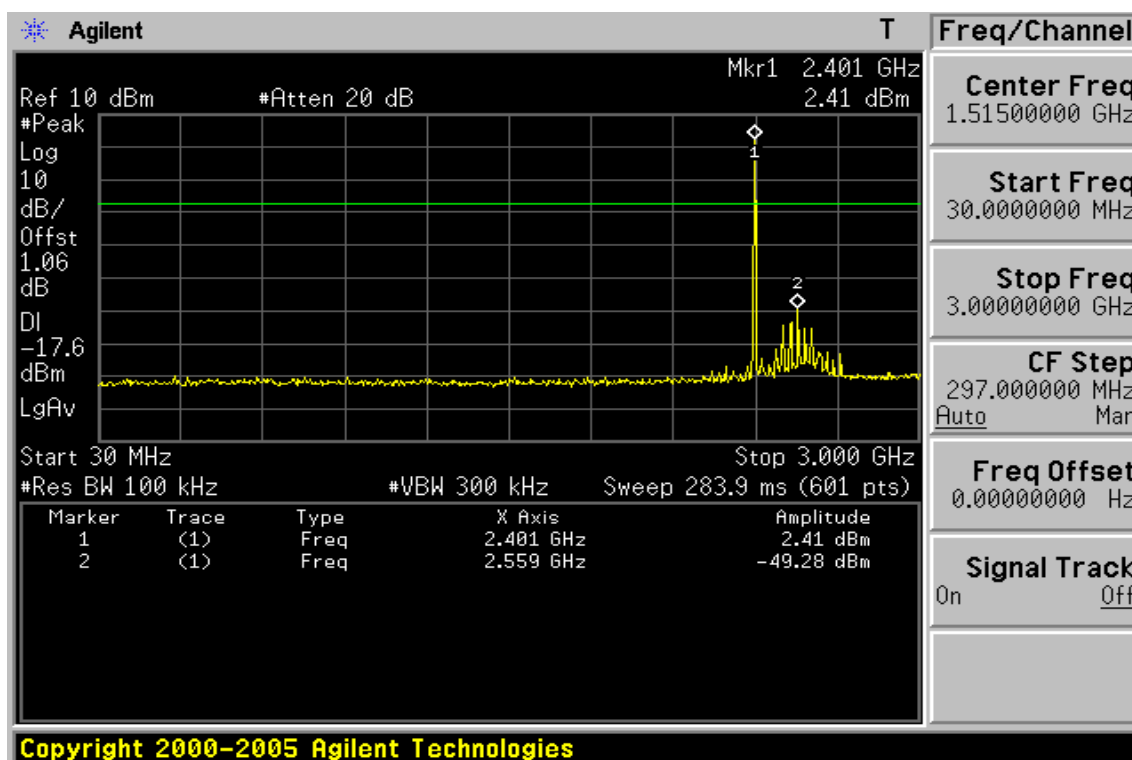 Agilent T
Freq/Channel
Mkr1 2.401 GHz
Ref 10 dBm #Atten 20 dB 2.41 dBm
#Peak
Log
10
dB/
Offst
1.06
dB
DI
-17.6
dBm
LgAv
1
2
Start 30 MHz Stop 3.000 GHz
#Res BW 100 kHz #VBW 300 kHz Sweep 283.9 ms (601 pts)
Marker Trace Type X Axis Amplitude
1 (1) Freq 2.401 GHz 2.41 dBm
2 (1) Freq 2.559 GHz -49.28 dBm
Center Freq
1.51500000 GHz
Start Freq
30.0000000 MHz
Stop Freq
3.00000000 GHz
CF Step
297.000000 MHz
Auto Man
Freq Offset
0.00000000 Hz
Signal Track
On Off
Copyright 2000-2005 Agilent Technologies